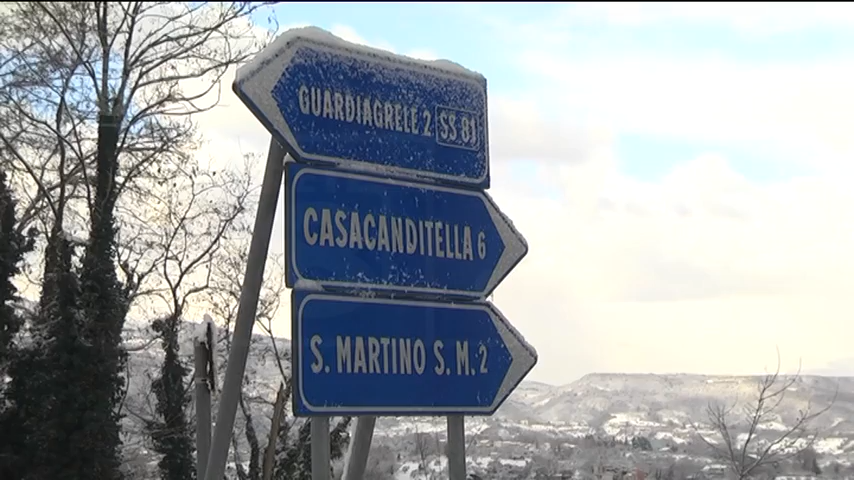 GUARDIAGRELE 2 SS 81
CASACANDITELLA 6
S. MARTINO S. M. 2